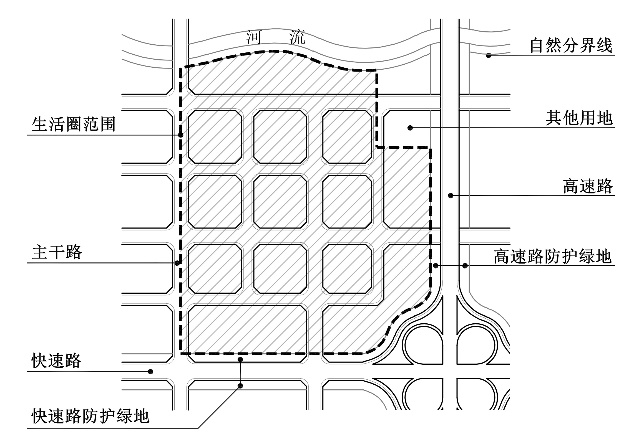 河 流
自然分界线
生活圈范围
其他用地
高速路
主干路
高速路防护绿地
快速路
快速路防护绿地